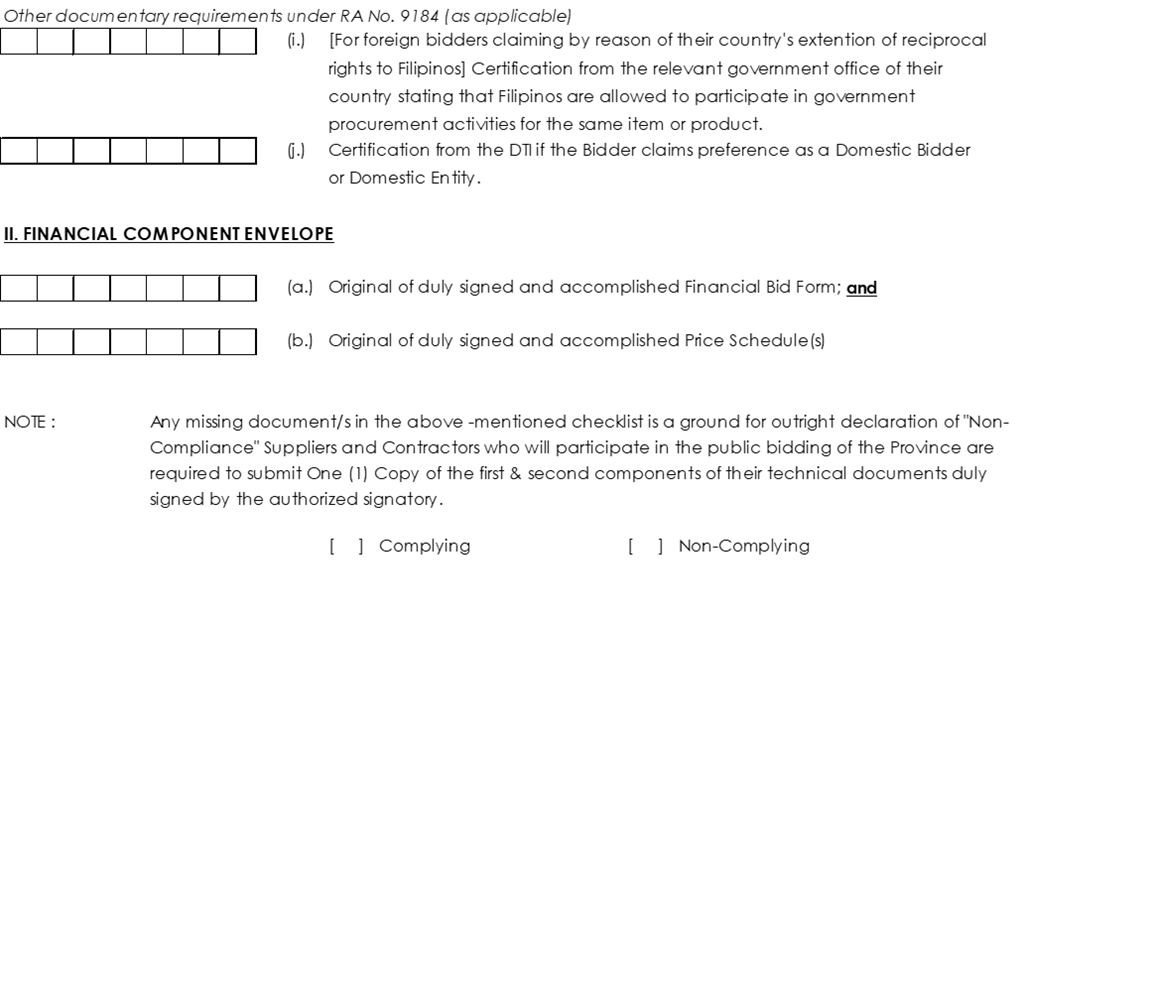 Other documentary requirements under RA No. 9184 (as applicable)
(i.) [For foreign bidders claiming by reason of their country's extention of reciprocal
rights to Filipinos] Certification from the relevant government office of their
country stating that Filipinos are allowed to participate in government
procurement activities for the same item or product.
(j.) Certification from the DTI if the Bidder claims preference as a Domestic Bidder
or Domestic Entity.
II. FINANCIAL COMPONENT ENVELOPE
(a.) Original of duly signed and accomplished Financial Bid Form; and
(b.) Original of duly signed and accomplished Price Schedule(s)
NOTE : Any missing document/s in the above -mentioned checklist is a ground for outright declaration of "Non-
Compliance" Suppliers and Contractors who will participate in the public bidding of the Province are
required to submit One (1) Copy of the first & second components of their technical documents duly
signed by the authorized signatory.
[ ] Complying [ ] Non-Complying